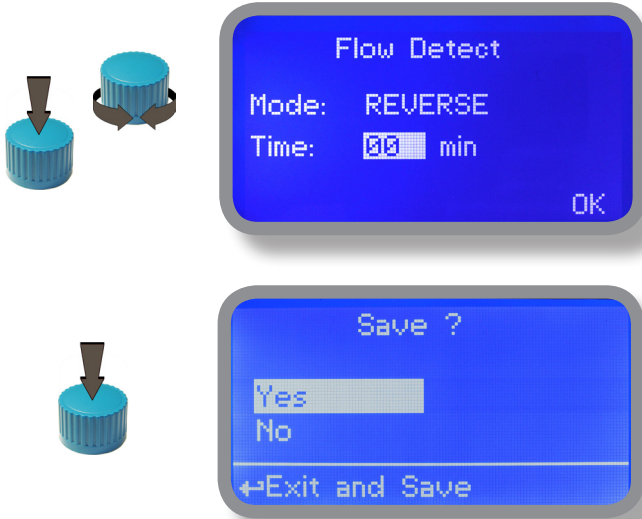 Flow Detect
Mode: REVERSE
Time: 00 min
OK
Save ?
Yes
No
↩Exit and Save